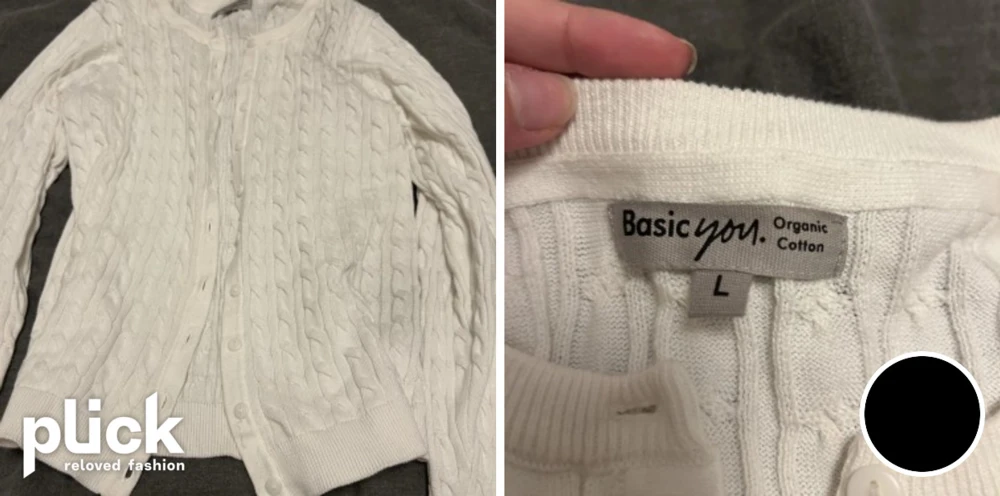 plick
reloved fashion
Basic you. Organic
Cotton
L